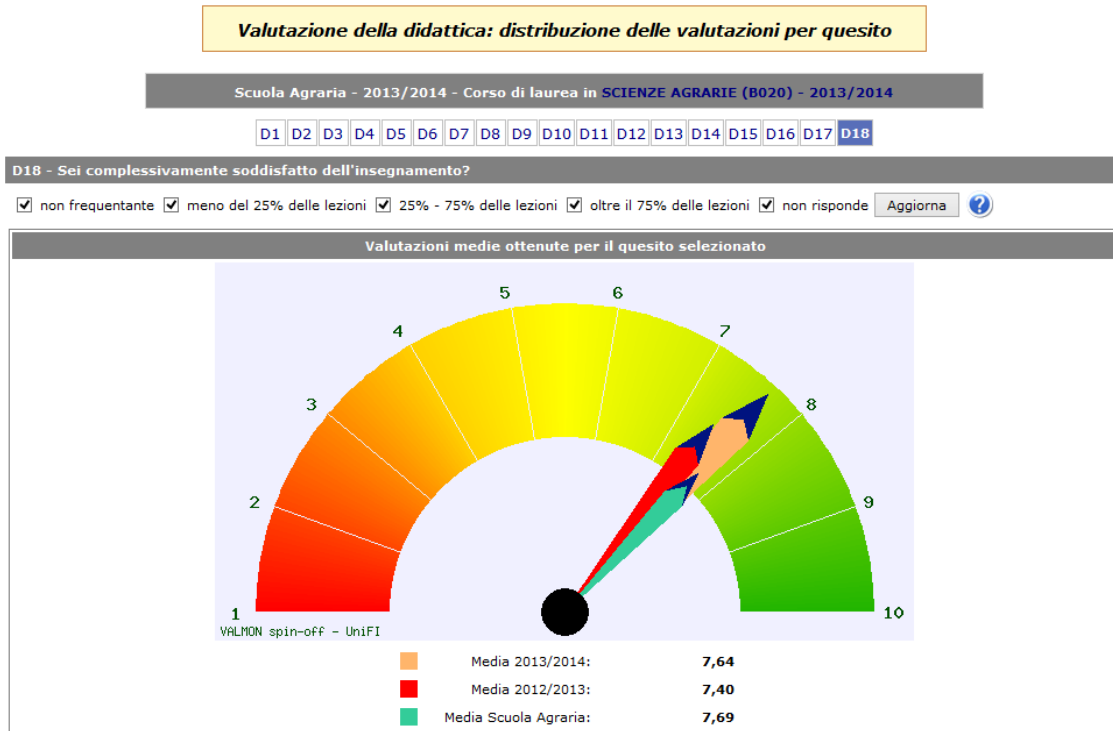 Valutazione della didattica: distribuzione delle valutazioni per quesito
Scuola Agraria - 2013/2014 - Corso di laurea in SCIENZE AGRARIE (B020) - 2013/2014
D1 D2 D3 D4 D5 D6 D7 D8 D9 D10 D11 D12 D13 D14 D15 D16 D17 D18
D18 - Sei complessivamente soddisfatto dell'insegnamento?
non frequentante meno del 25% delle lezioni 25% - 75% delle lezioni oltre il 75% delle lezioni non risponde Aggiorna ?
Valutazioni medie ottenute per il quesito selezionato
1
2
3
4
5
6
7
8
9
10
VALMON spin-off - UniFI
Media 2013/2014: 7,64
Media 2012/2013: 7,40
Media Scuola Agraria: 7,69